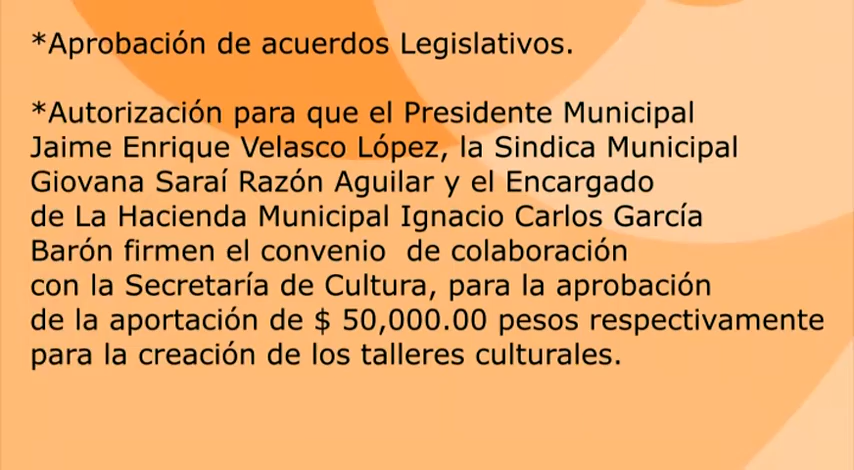 *Aprobación de acuerdos Legislativos.
*Autorización para que el Presidente Municipal
Jaime Enrique Velasco López, la Sindica Municipal
Giovana Saraí Razón Aguilar y el Encargado
de La Hacienda Municipal Ignacio Carlos García
Barón firmen el convenio  de colaboración
con la Secretaría de Cultura, para la aprobación
de la aportación de $ 50,000.00 pesos respectivamente
para la creación de los talleres culturales.